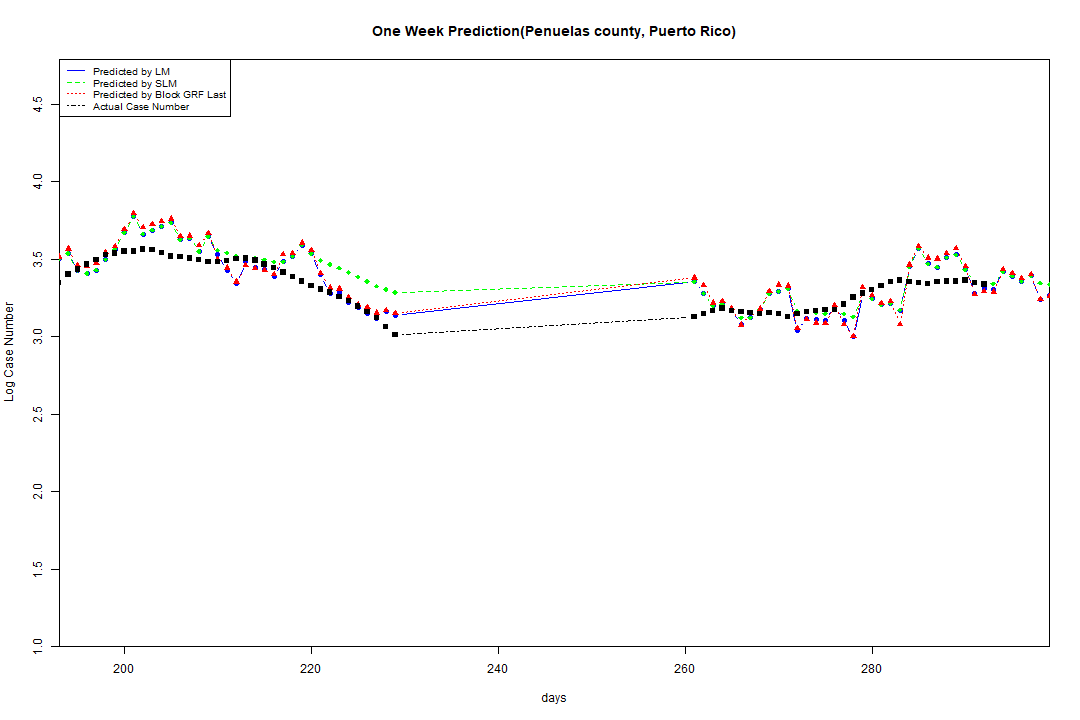 One Week Prediction(Penuelas county, Puerto Rico)
Predicted by LM
Predicted by SLM
Predicted by Block GRF Last
Actual Case Number
4.5
4.0
3.5
3.0
2.5
2.0
1.5
1.0
Log Case Number
200 220 240 260 280
days